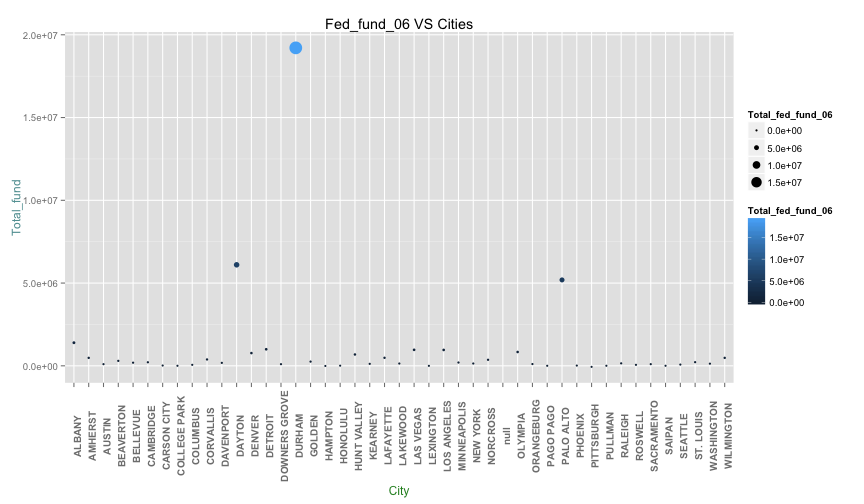 Fed_fund_06 VS Cities
Total_fund
2.0e+07
1.5e+07
1.0e+07
5.0e+06
0.0e+00
ALBANY
AMHERST
AUSTIN
BEAVERTON
BELLEVUE
CAMBRIDGE
CARSON CITY
COLLEGE PARK
COLUMBUS
CORVALLIS
DAVENPORT
DAYTON
DENVER
DETROIT
DOWNERS GROVE
DURHAM
GOLDEN
HAMPTON
HONOLULU
HUNT VALLEY
KEARNEY
LAFAYETTE
LAKEWOOD
LAS VEGAS
LEXINGTON
LOS ANGELES
MINNEAPOLIS
NEW YORK
NORCROSS
null
OLYMPIA
ORANGEBURG
PAGO PAGO
PALO ALTO
PHOENIX
PITTSBURGH
PULLMAN
RALEIGH
ROSWELL
SACRAMENTO
SAIPAN
SEATTLE
ST. LOUIS
WASHINGTON
WILMINGTON
City
Total_fed_fund_06
0.0e+00
5.0e+06
1.0e+07
1.5e+07
Total_fed_fund_06
1.5e+07
1.0e+07
5.0e+06
0.0e+00